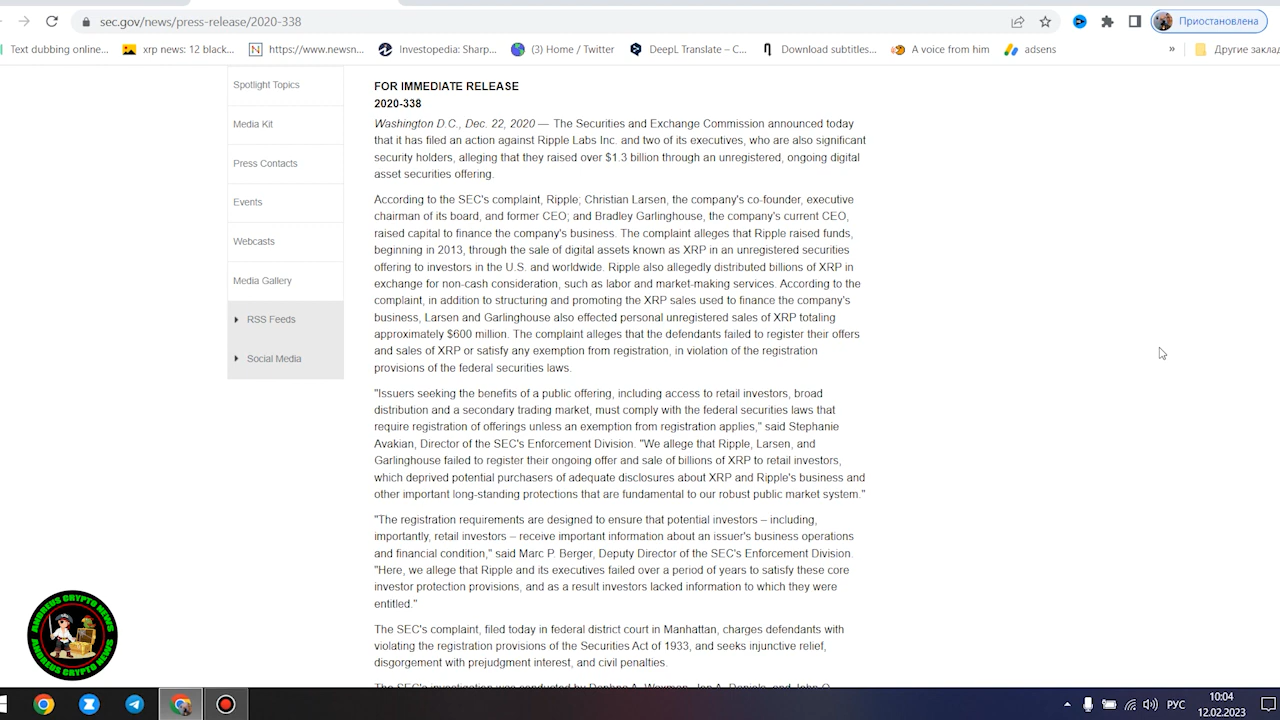 sec.gov/news/press-release/2020-338
Приостановлена
Text dubbing online...
xrp news: 12 black...
https://www.newsn...
Investopedia: Sharp...
(3) Home / Twitter
DeepL Translate – C...
Download subtitles...
A voice from him
adsens
»
Другие заклад
Spotlight Topics
Media Kit
Press Contacts
Events
Webcasts
Media Gallery
RSS Feeds
Social Media
FOR IMMEDIATE RELEASE
2020-338
Washington D.C., Dec. 22, 2020 — The Securities and Exchange Commission announced today
that it has filed an action against Ripple Labs Inc. and two of its executives, who are also significant
security holders, alleging that they raised over $1.3 billion through an unregistered, ongoing digital
asset securities offering.
According to the SEC's complaint, Ripple; Christian Larsen, the company's co-founder, executive
chairman of its board, and former CEO; and Bradley Garlinghouse, the company's current CEO,
raised capital to finance the company's business. The complaint alleges that Ripple raised funds,
beginning in 2013, through the sale of digital assets known as XRP in an unregistered securities
offering to investors in the U.S. and worldwide. Ripple also allegedly distributed billions of XRP in
exchange for non-cash consideration, such as labor and market-making services. According to the
complaint, in addition to structuring and promoting the XRP sales used to finance the company's
business, Larsen and Garlinghouse also effected personal unregistered sales of XRP totaling
approximately $600 million. The complaint alleges that the defendants failed to register their offers
and sales of XRP or satisfy any exemption from registration, in violation of the registration
provisions of the federal securities laws.
"Issuers seeking the benefits of a public offering, including access to retail investors, broad
distribution and a secondary trading market, must comply with the federal securities laws that
require registration of offerings unless an exemption from registration applies," said Stephanie
Avakian, Director of the SEC's Enforcement Division. "We allege that Ripple, Larsen, and
Garlinghouse failed to register their ongoing offer and sale of billions of XRP to retail investors,
which deprived potential purchasers of adequate disclosures about XRP and Ripple's business and
other important long-standing protections that are fundamental to our robust public market system."
"The registration requirements are designed to ensure that potential investors – including,
importantly, retail investors – receive important information about an issuer's business operations
and financial condition," said Marc P. Berger, Deputy Director of the SEC's Enforcement Division.
"Here, we allege that Ripple and its executives failed over a period of years to satisfy these core
investor protection provisions, and as a result investors lacked information to which they were
entitled."
The SEC's complaint, filed today in federal district court in Manhattan, charges defendants with
violating the registration provisions of the Securities Act of 1933, and seeks injunctive relief,
disgorgement with prejudgment interest, and civil penalties.
The SEC's investigation was conducted by Daphna A. Waxman, Jon A. Daniels, and John O.
ANDREUS CRYPTO NEWS
ANDREUS CRYPTO NEWS
РУС
10:04
12.02.2023